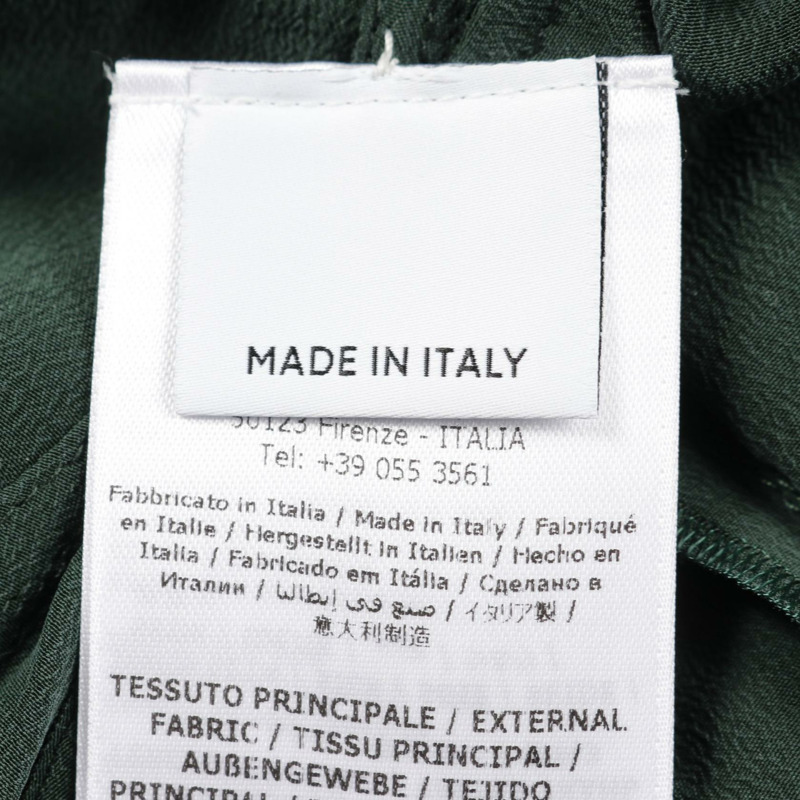 MADE IN ITALY
50123 Firenze - ITALIA
Tel: +39 055 3561
Fabbricato in Italia / Made in Italy / Fabriqué
en Italie / Hergestellt in Italien / Hecho en
Italia / Fabricado em Itália / Сделано в
Италии / صنع في إيطاليا / イタリア製 /
意大利制造
TESSUTO PRINCIPALE / EXTERNAL
FABRIC / TISSU PRINCIPAL /
AUßENGEWEBE / TEJIDO
PRINCIPAL /